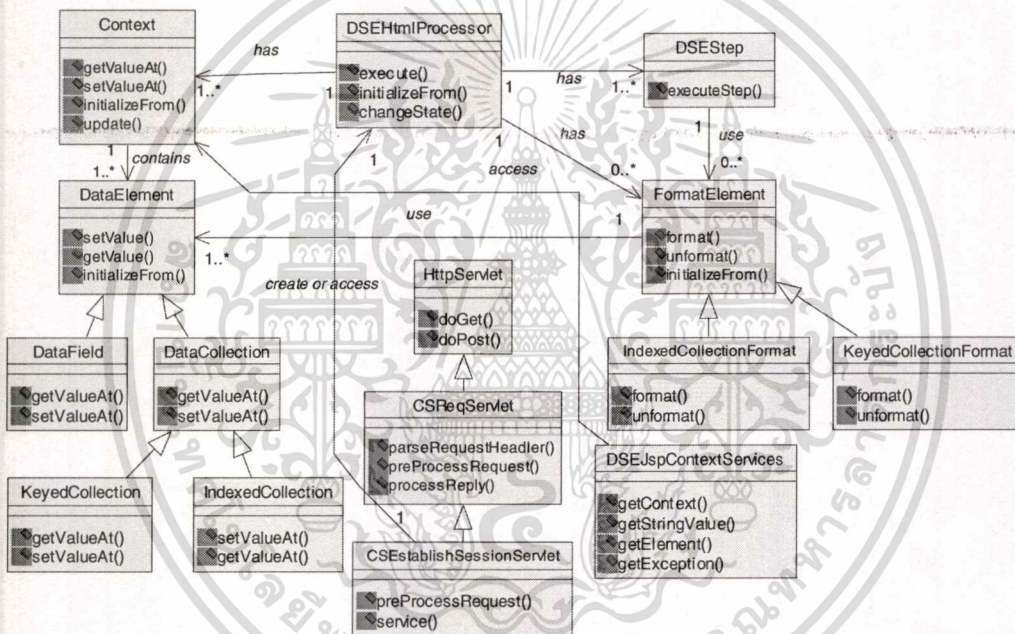 Context
getValueAt()
setValueAt()
initializeFrom()
update()
has
1..*
1
DSEHtmlProcessor
execute()
initializeFrom()
changeState()
1
has
1..*
DSEStep
executeStep()
1
use
0..*
1
has
0..*
1
contains
1..*
access
1
DataElement
setValue()
getValue()
initializeFrom()
use
1..*
1
FormatElement
format()
unformat()
initializeFrom()
create or access
HttpServlet
doGet()
doPost()
DataField
getValueAt()
setValueAt()
DataCollection
getValueAt()
setValueAt()
IndexedCollectionFormat
format()
unformat()
KeyedCollectionFormat
format()
unformat()
CSReqServlet
parseRequestHeadler()
preProcessRequest()
processReply()
DSEJspContextServices
getContext()
getStringValue()
getElement()
getException()
KeyedCollection
getValueAt()
setValueAt()
IndexedCollection
setValueAt()
getValueAt()
1
CSEstablishSessionServlet
preProcessRequest()
service()